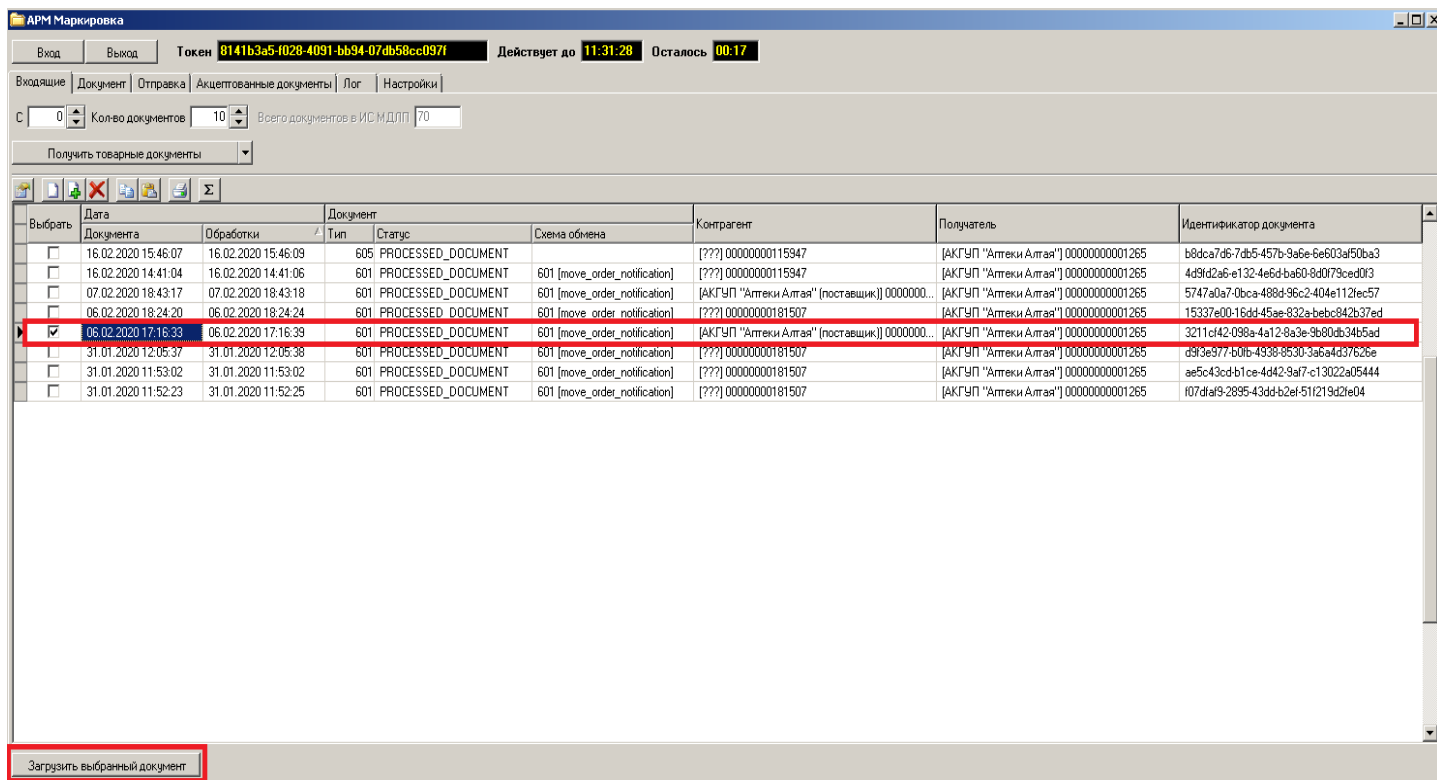 АРМ Маркировка
Вход Выход Токен 8141b3a5-f028-4091-bb94-07db58cc097f Действует до 11:31:28 Осталось 00:17
Входящие Документ Отправка Акцептованные документы Лог Настройки
С 0 Кол-во документов 10 Всего документов в ИС МДЛП 70
Получить товарные документы
Σ
Выбрать Дата Документ Контрагент Получатель Идентификатор документа
Документа Обработки Тип Статус Схема обмена
16.02.2020 15:46:07 16.02.2020 15:46:09 605 PROCESSED_DOCUMENT [???] 00000000115947 [АКГУП "Аптеки Алтая"] 00000000001265 b8dca7d6-7db5-457b-9a6e-6e603af50ba3
16.02.2020 14:41:04 16.02.2020 14:41:06 601 PROCESSED_DOCUMENT 601 [move_order_notification] [???] 00000000115947 [АКГУП "Аптеки Алтая"] 00000000001265 4d9fd2a6-e132-4e6d-ba60-8d0f79ced0f3
07.02.2020 18:43:17 07.02.2020 18:43:18 601 PROCESSED_DOCUMENT 601 [move_order_notification] [АКГУП "Аптеки Алтая" (поставщик)] 0000000... [АКГУП "Аптеки Алтая"] 00000000001265 5747a0a7-0bca-488d-96c2-404e112fec57
06.02.2020 18:24:20 06.02.2020 18:24:24 601 PROCESSED_DOCUMENT 601 [move_order_notification] [???] 00000000181507 [АКГУП "Аптеки Алтая"] 00000000001265 15337e00-16dd-45ae-832a-bebc842b37ed
06.02.2020 17:16:33 06.02.2020 17:16:39 601 PROCESSED_DOCUMENT 601 [move_order_notification] [АКГУП "Аптеки Алтая" (поставщик)] 0000000... [АКГУП "Аптеки Алтая"] 00000000001265 3211cf42-098a-4a12-8a3e-9b80db34b5ad
31.01.2020 12:05:37 31.01.2020 12:05:38 601 PROCESSED_DOCUMENT 601 [move_order_notification] [???] 00000000181507 [АКГУП "Аптеки Алтая"] 00000000001265 d9f3e977-b0fb-4938-8530-3a6a4d37626e
31.01.2020 11:53:02 31.01.2020 11:53:02 601 PROCESSED_DOCUMENT 601 [move_order_notification] [???] 00000000181507 [АКГУП "Аптеки Алтая"] 00000000001265 ae5c43cd-b1ce-4d42-9af7-c13022a05444
31.01.2020 11:52:23 31.01.2020 11:52:25 601 PROCESSED_DOCUMENT 601 [move_order_notification] [???] 00000000181507 [АКГУП "Аптеки Алтая"] 00000000001265 f07dfaf9-2895-43dd-b2ef-51f219d2fe04
Загрузить выбранный документ